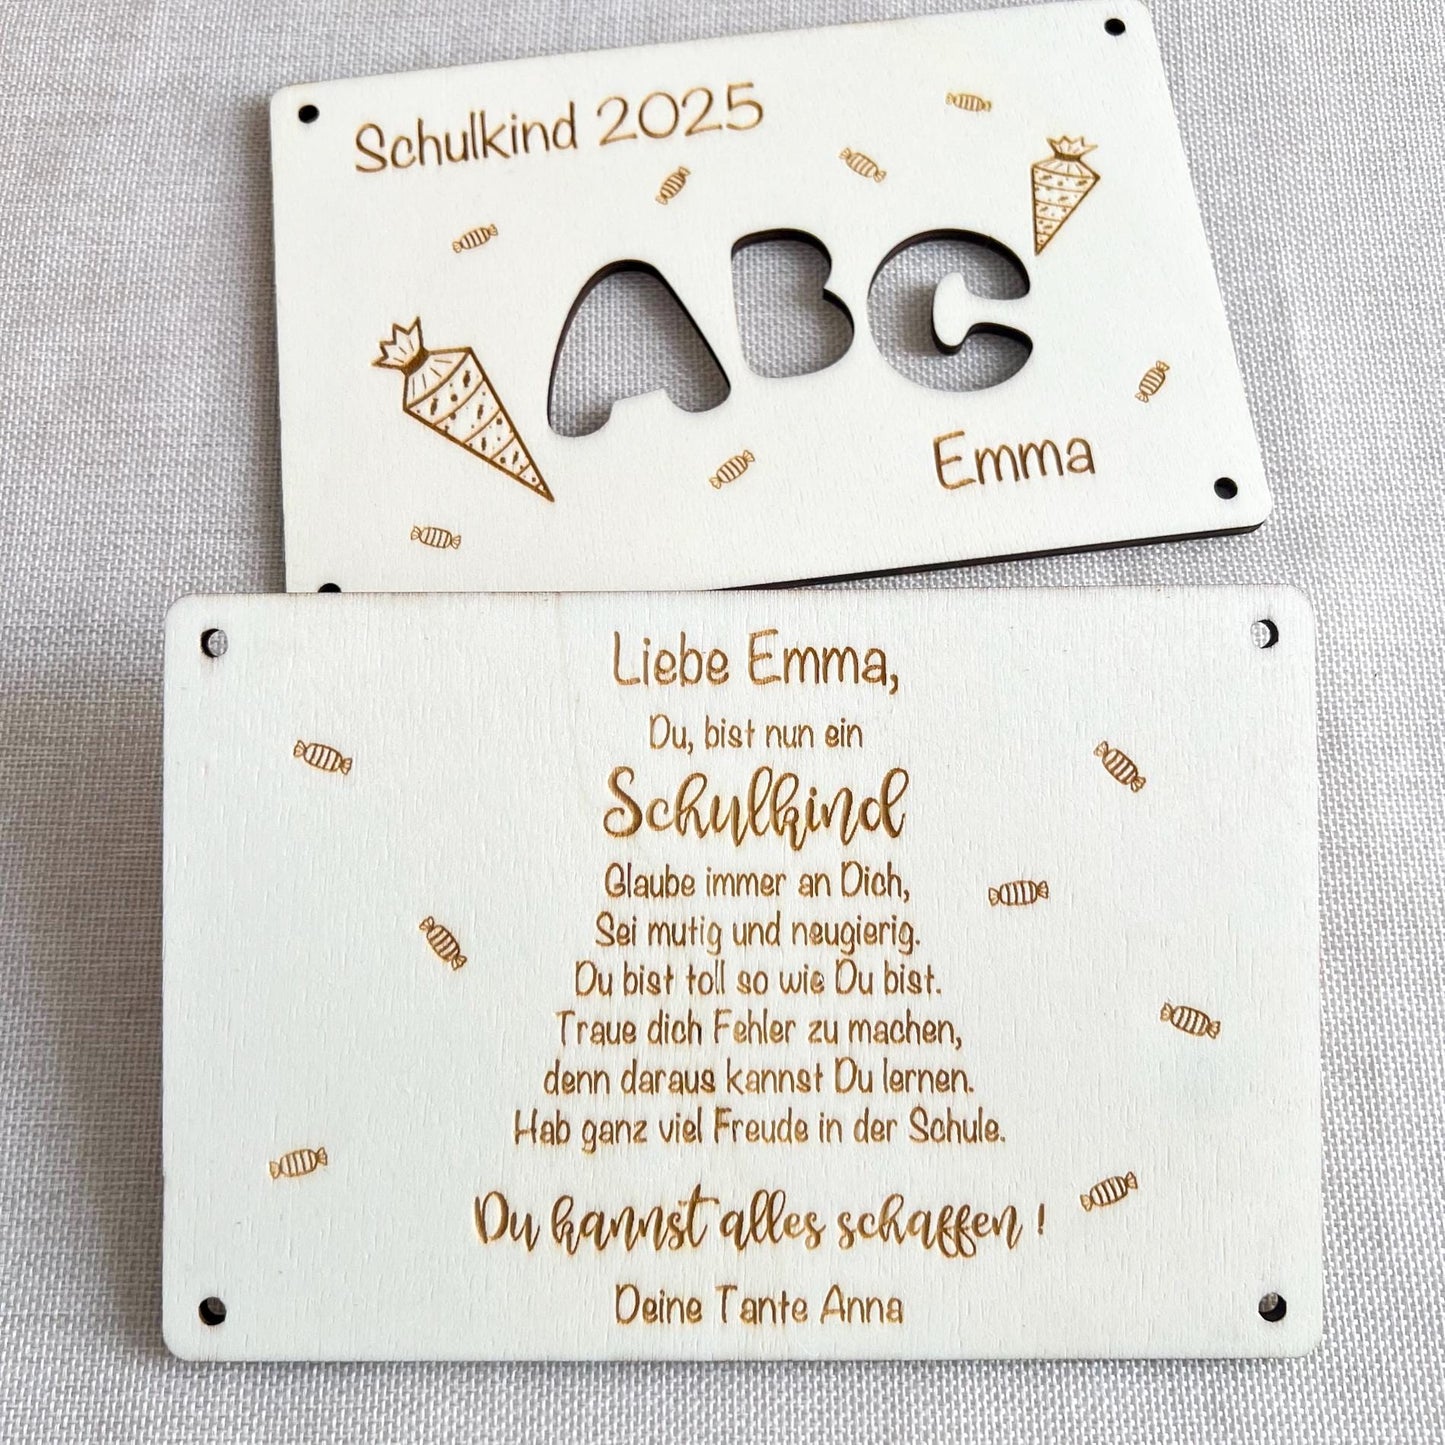 Schulkind 2025
ABC
Emma
Liebe Emma,
Du, bist nun ein
Schulkind
Glaube immer an Dich,
Sei mutig und neugierig.
Du bist toll so wie Du bist.
Traue dich Fehler zu machen,
denn daraus kannst Du lernen.
Hab ganz viel Freude in der Schule.
Du kannst alles schaffen !
Deine Tante Anna